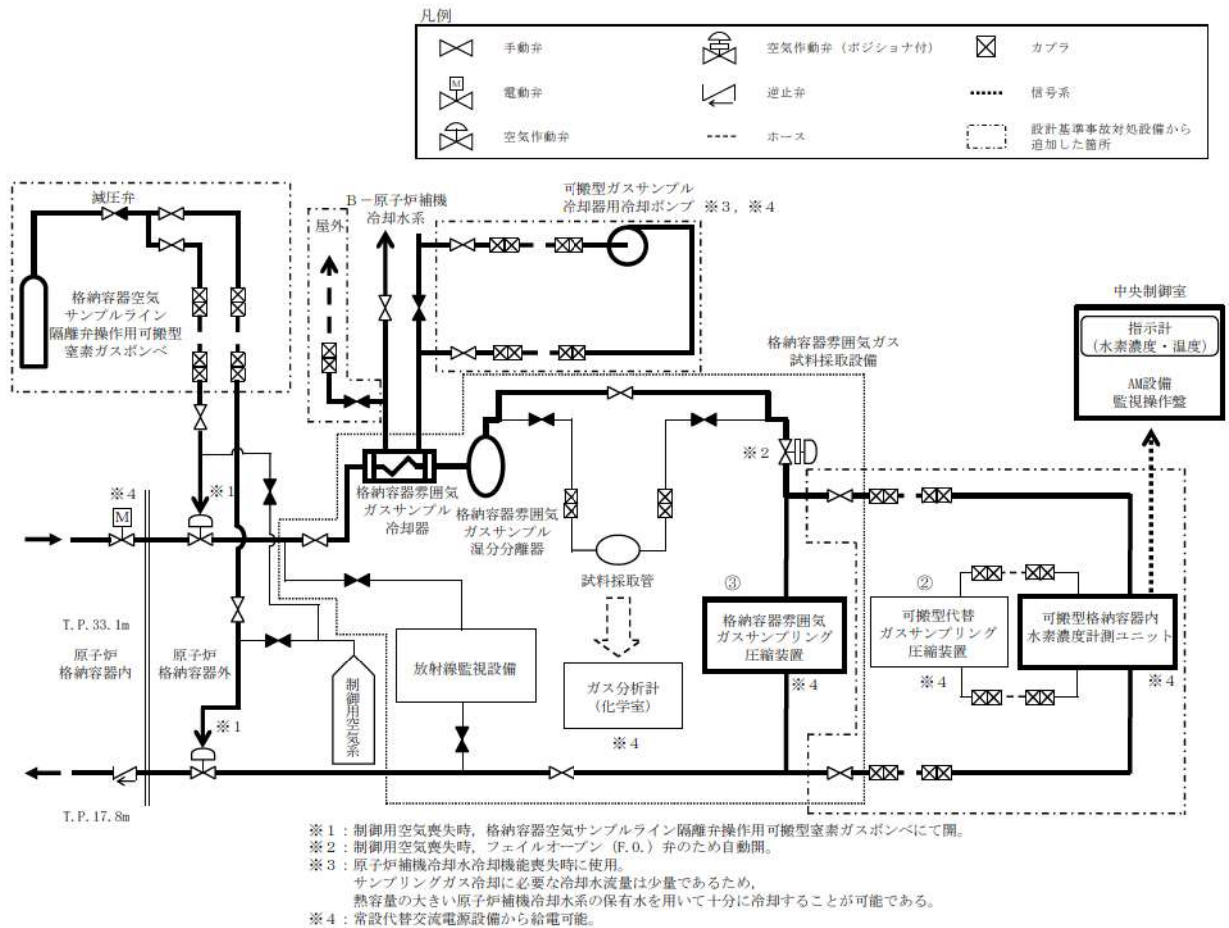 凡例
手動弁
空気作動弁（ポジショナ付）
カプラ
M
電動弁
逆止弁
信号系
空気作動弁
ホース
設計基準事故対処設備から
追加した箇所
減圧弁
格納容器空気
サンプルライン
隔離弁操作用可搬型
窒素ガスボンベ
屋外
B－原子炉補機
冷却水系
可搬型ガスサンプル
冷却器用冷却ポンプ ※３，※４
中央制御室
指示計
（水素濃度・温度）
AM設備
監視操作盤
格納容器雰囲気ガス
試料採取設備
※２
※４
M
※１
格納容器雰囲気
ガスサンプル
冷却器
格納容器雰囲気
ガスサンプル
湿分分離器
試料採取管
③
格納容器雰囲気
ガスサンプリング
圧縮装置
※４
②
可搬型代替
ガスサンプリング
圧縮装置
※４
可搬型格納容器内
水素濃度計測ユニット
※４
T.P.33.1m
原子炉
格納容器内
原子炉
格納容器外
放射線監視設備
ガス分析計
（化学室）
※４
制御用空気系
※１
T.P.17.8m
※１：制御用空気喪失時，格納容器空気サンプルライン隔離弁操作用可搬型窒素ガスボンベにて開。
※２：制御用空気喪失時，フェイルオープン（F.O.）弁のため自動開。
※３：原子炉補機冷却水冷却機能喪失時に使用。
サンプリングガス冷却に必要な冷却水流量は少量であるため，
熱容量の大きい原子炉補機冷却水系の保有水を用いて十分に冷却することが可能である。
※４：常設代替交流電源設備から給電可能。